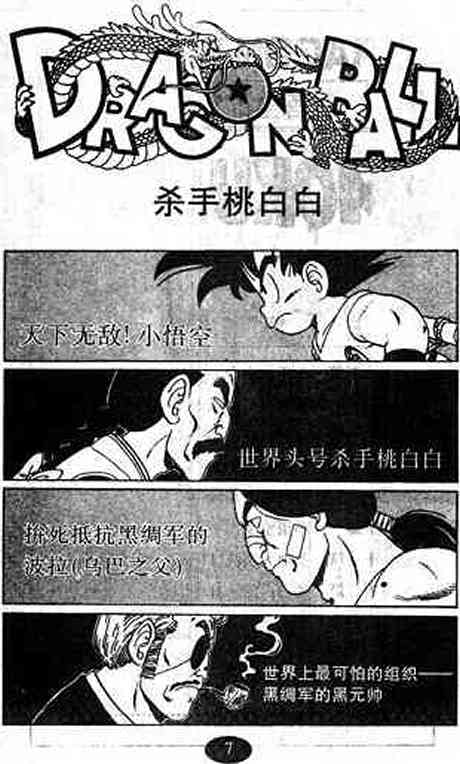 DRAGON BALL
杀手桃白白
天下无敌!小悟空
世界头号杀手桃白白
拚死抵抗黑绸军的
波拉(乌巴之父)
世界上最可怕的组织——
黑绸军的黑元帅
7